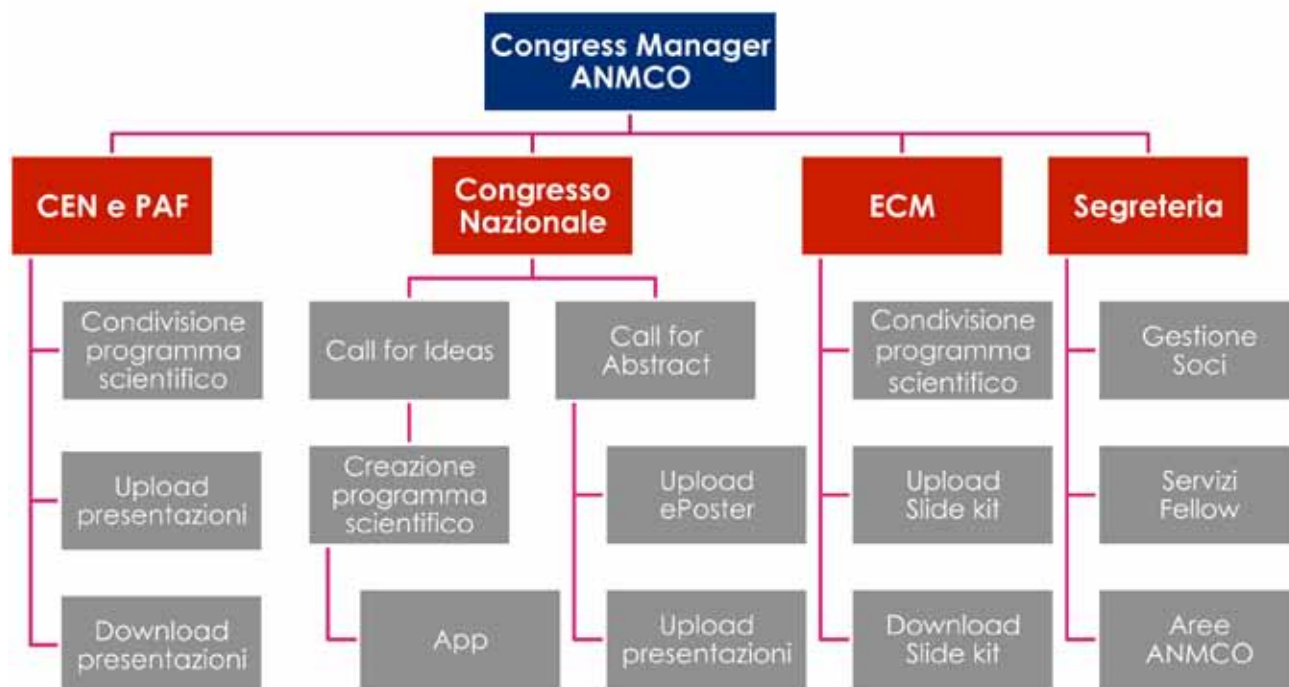 Congress Manager
ANMCO
CEN e PAF
Congresso
Nazionale
ECM
Segreteria
Condivisione
programma
scientifico
Call for Ideas
Call for
Abstract
Condivisione
programma
scientifico
Gestione
Soci
Upload
presentazioni
Creazione
programma
scientifico
Upload
ePoster
Upload
Slide kit
Servizi
Fellow
Download
presentazioni
App
Upload
presentazioni
Download
Slide kit
Aree
ANMCO